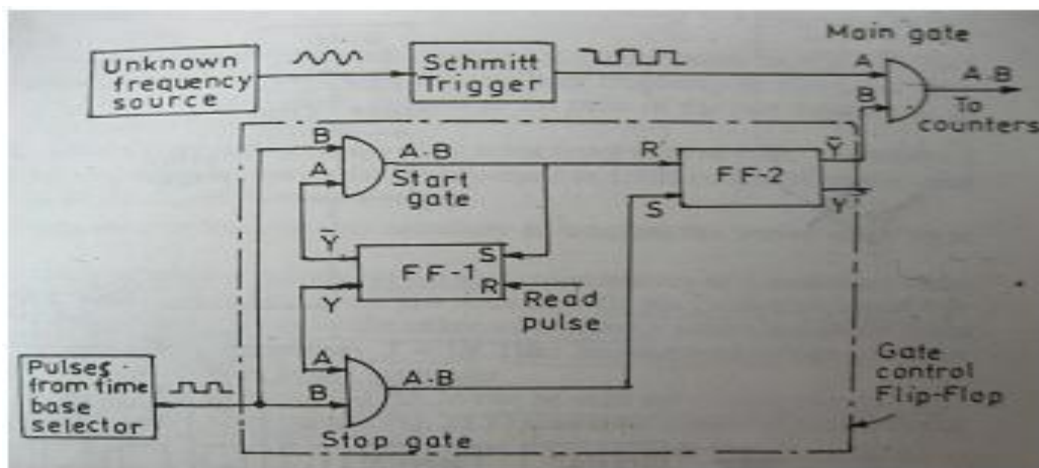 Main gate
Unknown
frequency
source
Schmitt
Trigger
A
B
A·B
To
counters
B
A
A·B
Start
gate
R
S
FF-2
Ȳ
Y
Ȳ
Y
FF-1
S
R
Read
pulse
A
B
A·B
Stop gate
Pulses
from time
base
selector
Gate
control
Flip-Flop